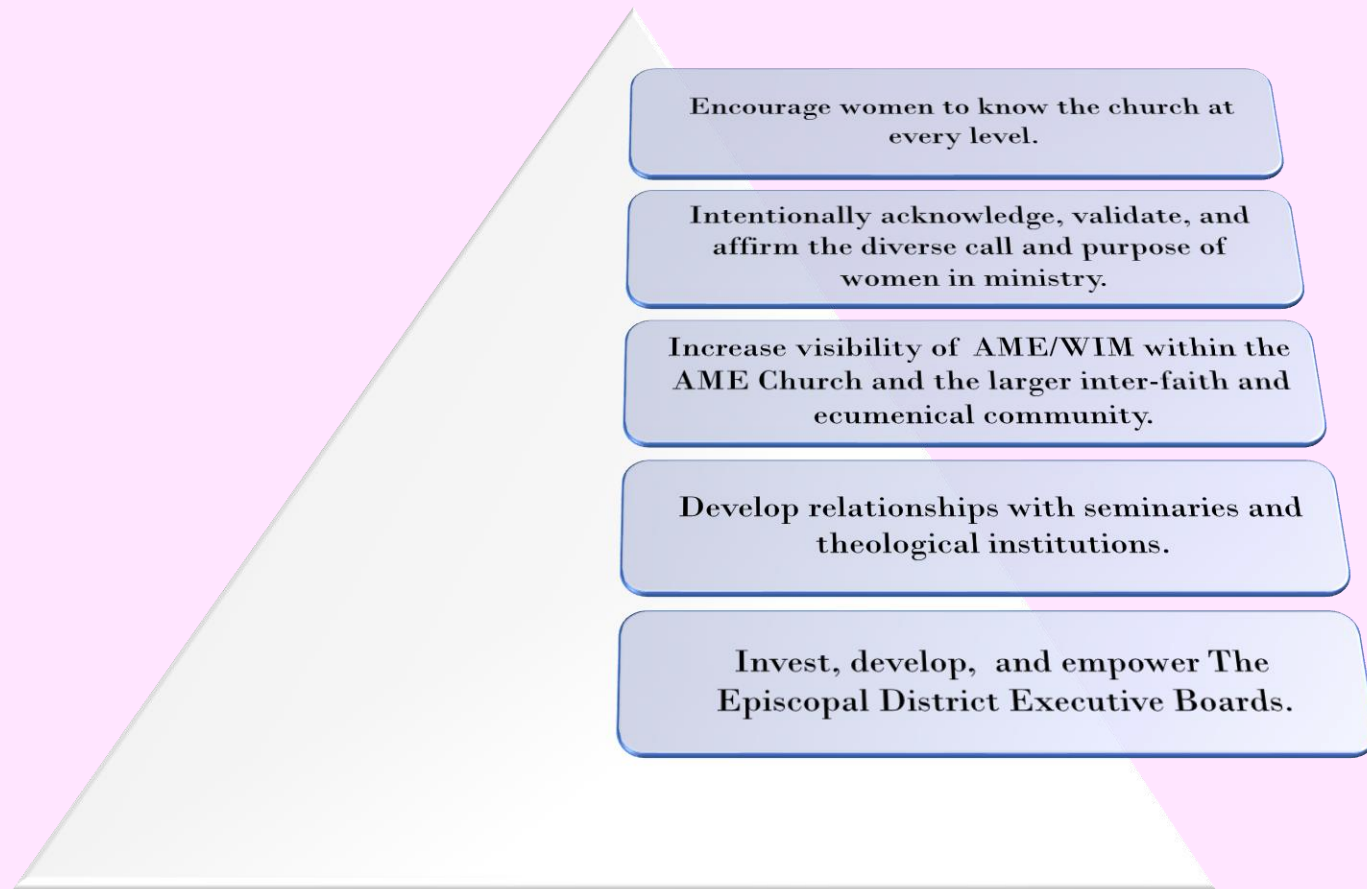 Encourage women to know the church at
every level.
Intentionally acknowledge, validate, and
affirm the diverse call and purpose of
women in ministry.
Increase visibility of  AME/WIM within the
AME Church and the larger inter-faith and
ecumenical community.
Develop relationships with seminaries and
theological institutions.
Invest, develop,  and empower The
Episcopal District Executive Boards.